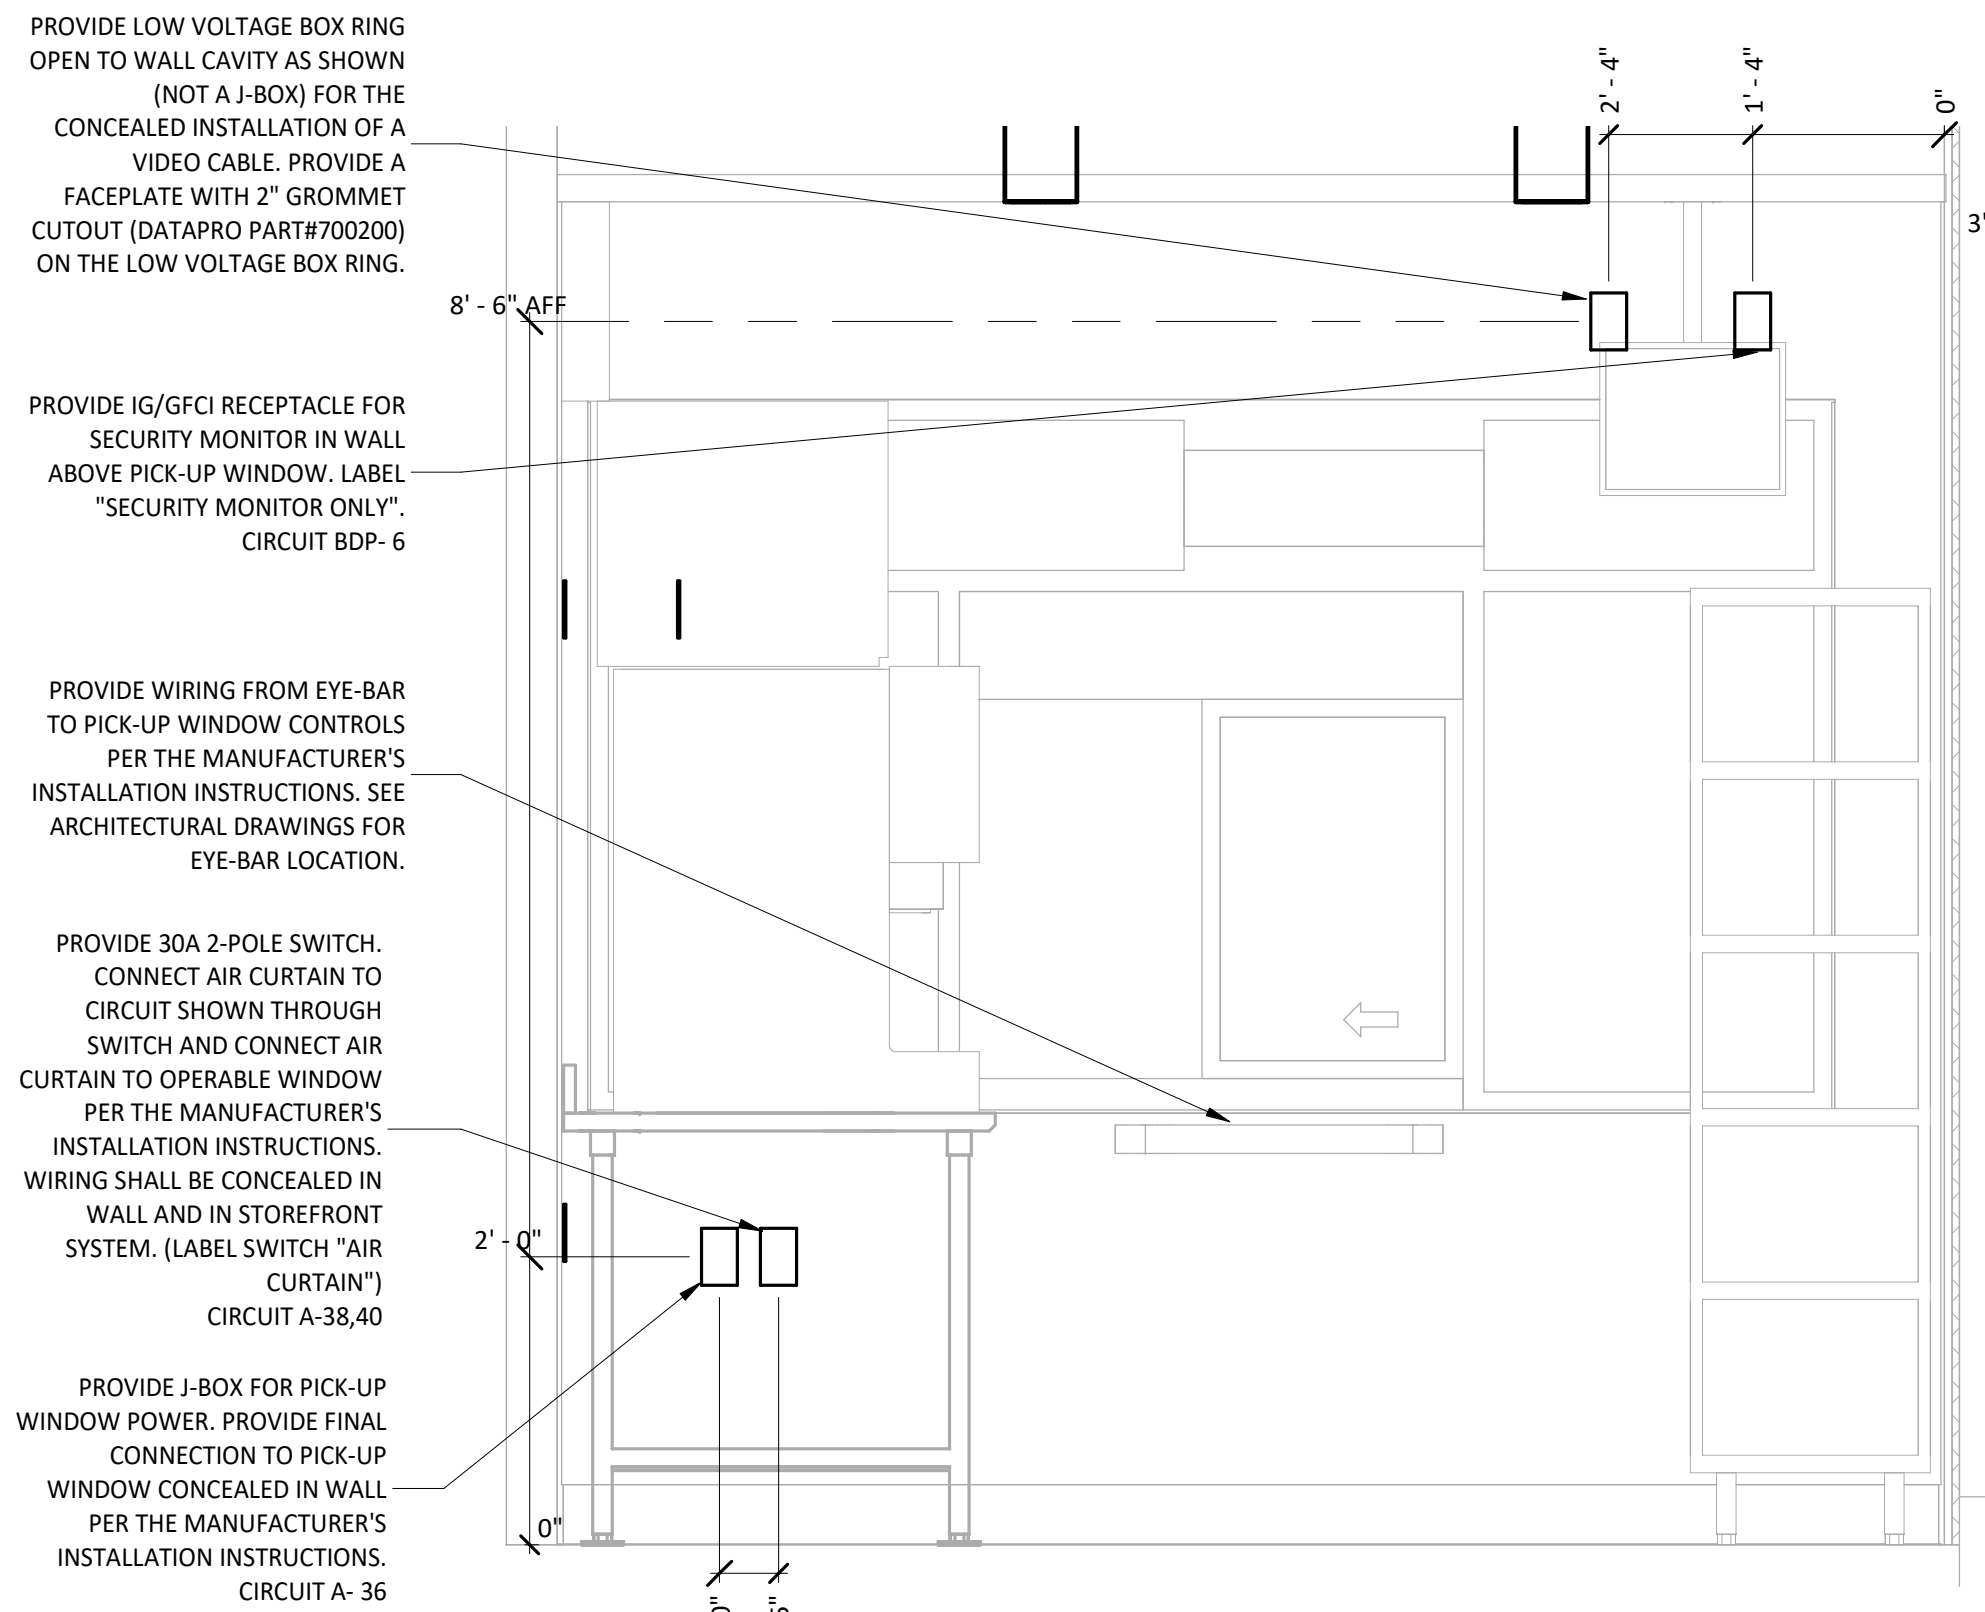 PROVIDE LOW VOLTAGE BOX RING
OPEN TO WALL CAVITY AS SHOWN
(NOT A J-BOX) FOR THE
CONCEALED INSTALLATION OF A
VIDEO CABLE. PROVIDE A
FACEPLATE WITH 2" GROMMET
CUTOUT (DATAPRO PART#700200)
ON THE LOW VOLTAGE BOX RING.
2' - 4"
1' - 4"
0"
3'
8' - 6" AFF
PROVIDE IG/GFCI RECEPTACLE FOR
SECURITY MONITOR IN WALL
ABOVE PICK-UP WINDOW. LABEL
"SECURITY MONITOR ONLY".
CIRCUIT BDP- 6
PROVIDE WIRING FROM EYE-BAR
TO PICK-UP WINDOW CONTROLS
PER THE MANUFACTURER'S
INSTALLATION INSTRUCTIONS. SEE
ARCHITECTURAL DRAWINGS FOR
EYE-BAR LOCATION.
PROVIDE 30A 2-POLE SWITCH.
CONNECT AIR CURTAIN TO
CIRCUIT SHOWN THROUGH
SWITCH AND CONNECT AIR
CURTAIN TO OPERABLE WINDOW
PER THE MANUFACTURER'S
INSTALLATION INSTRUCTIONS.
WIRING SHALL BE CONCEALED IN
WALL AND IN STOREFRONT
SYSTEM. (LABEL SWITCH "AIR
CURTAIN")
CIRCUIT A-38,40
2' - 0"
PROVIDE J-BOX FOR PICK-UP
WINDOW POWER. PROVIDE FINAL
CONNECTION TO PICK-UP
WINDOW CONCEALED IN WALL
PER THE MANUFACTURER'S
INSTALLATION INSTRUCTIONS.
CIRCUIT A- 36
0"